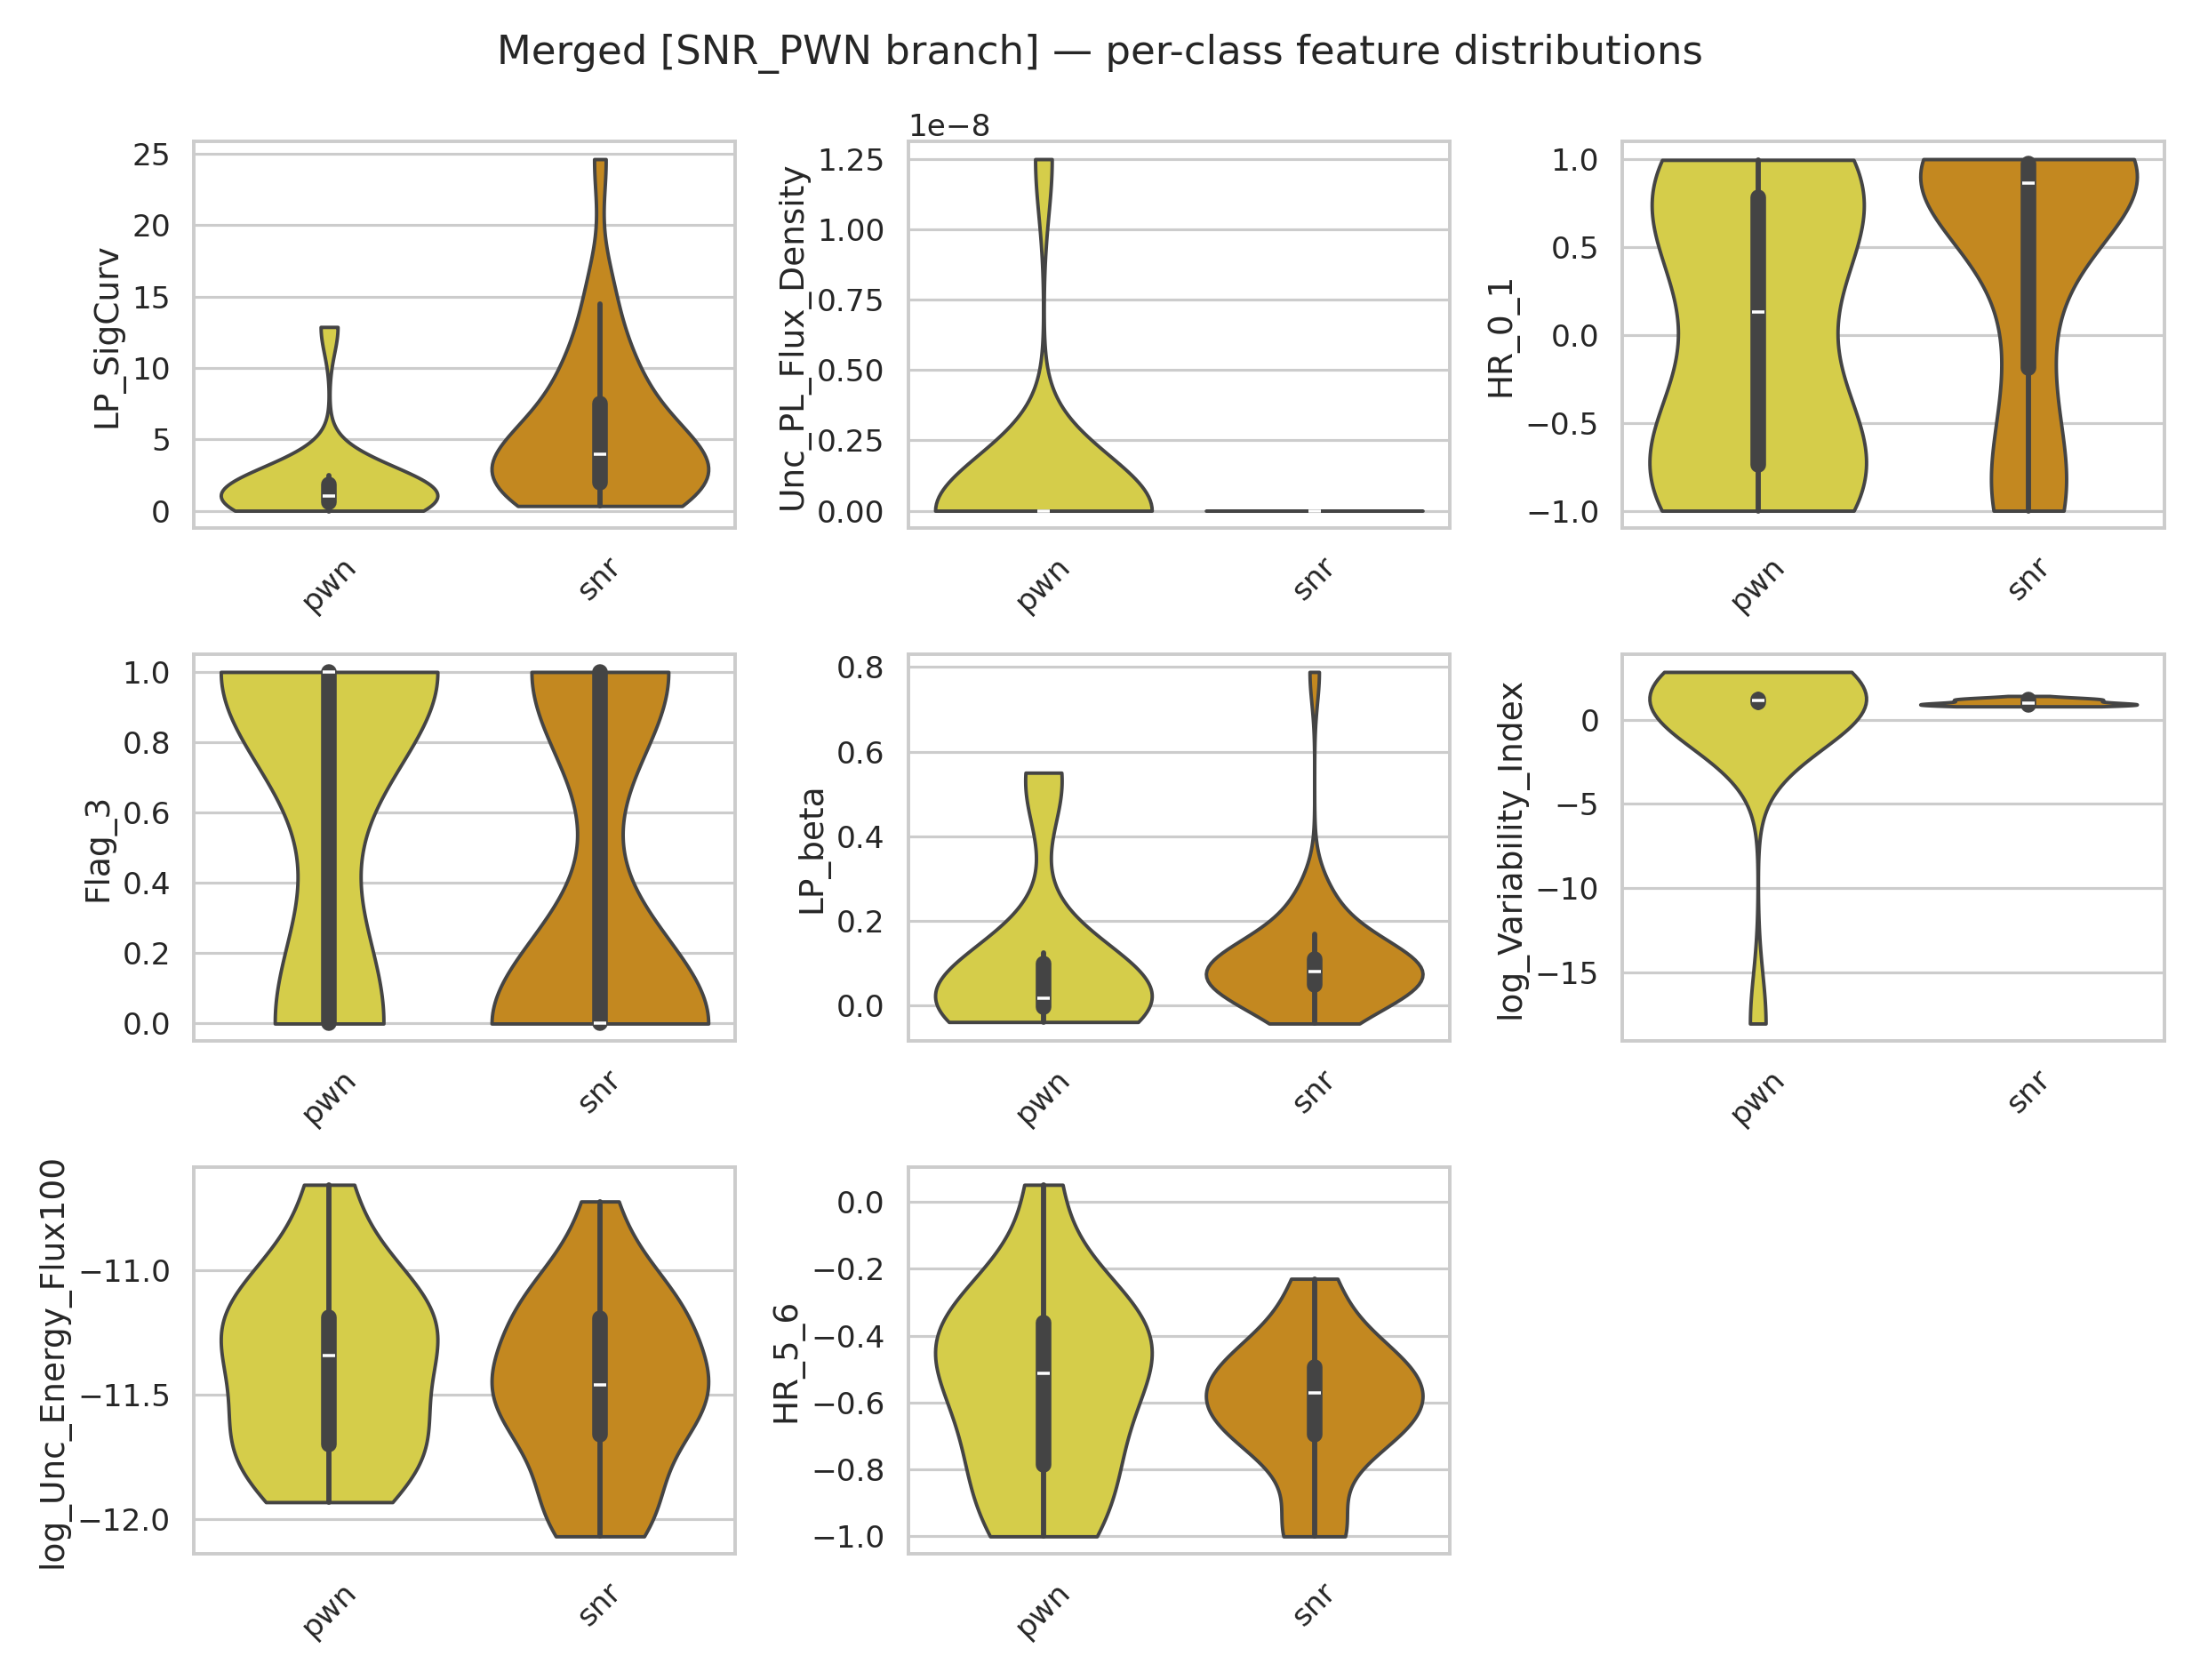 Merged [SNR_PWN branch] — per-class feature distributions
LP_SigCurv
25
20
15
10
5
0
pwn
snr
1e−8
Unc_PL_Flux_Density
1.25
1.00
0.75
0.50
0.25
0.00
pwn
snr
HR_0_1
1.0
0.5
0.0
−0.5
−1.0
pwn
snr
Flag_3
1.0
0.8
0.6
0.4
0.2
0.0
pwn
snr
LP_beta
0.8
0.6
0.4
0.2
0.0
pwn
snr
log_Variability_Index
0
−5
−10
−15
pwn
snr
log_Unc_Energy_Flux100
−11.0
−11.5
−12.0
pwn
snr
HR_5_6
0.0
−0.2
−0.4
−0.6
−0.8
−1.0
pwn
snr